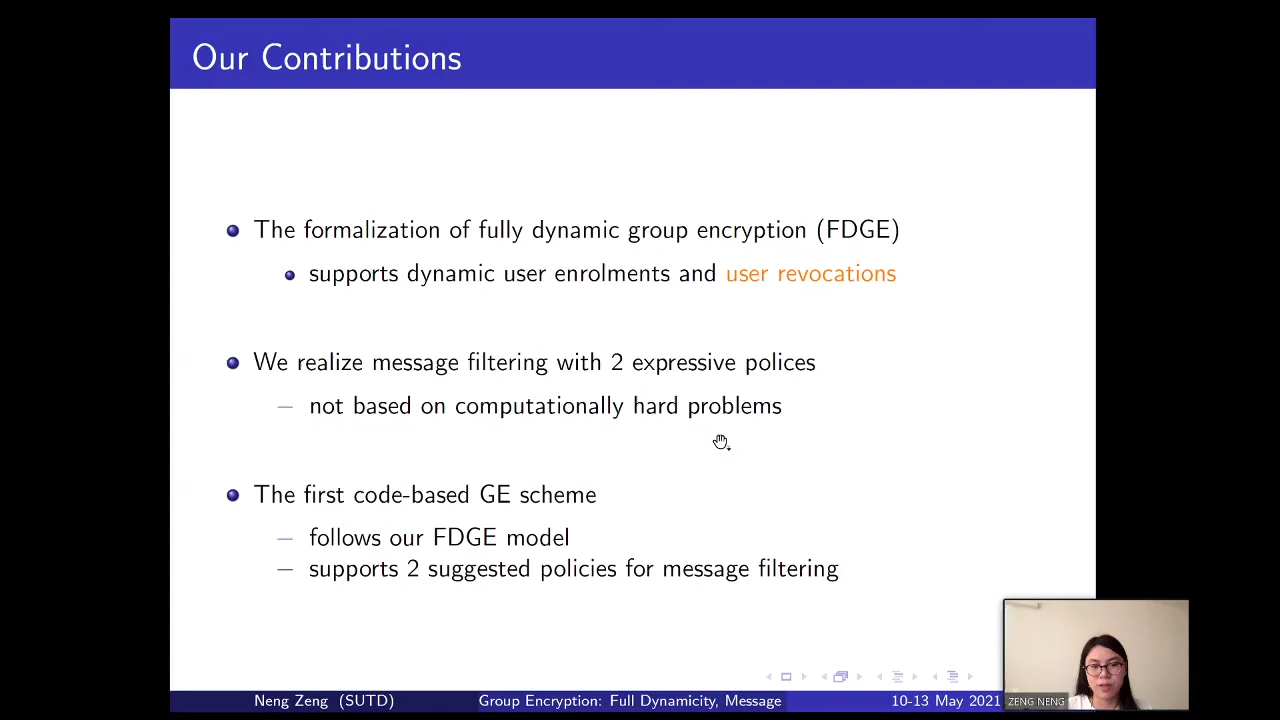 Our Contributions
The formalization of fully dynamic group encryption (FDGE)
supports dynamic user enrolments and user revocations
We realize message filtering with 2 expressive polices
– not based on computationally hard problems
The first code-based GE scheme
– follows our FDGE model
– supports 2 suggested policies for message filtering
Neng Zeng (SUTD) Group Encryption: Full Dynamicity, Message 10-13 May 2021
ZENG NENG